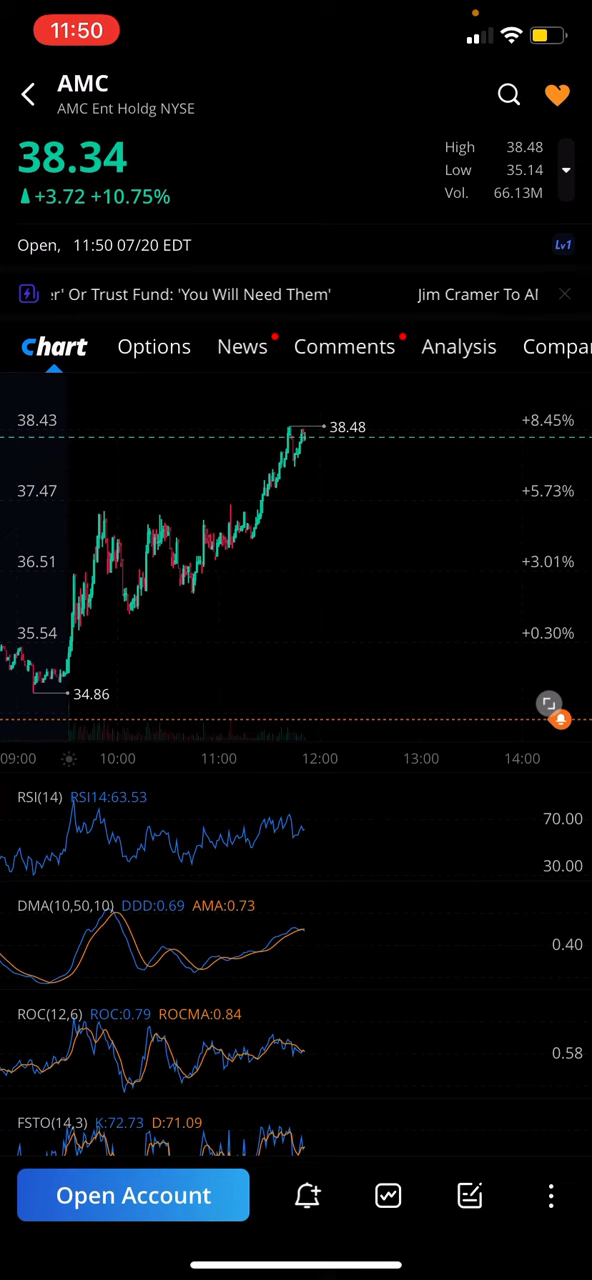 11:50
AMC
AMC Ent Holdg NYSE
38.34
+3.72 +10.75%
High 38.48
Low 35.14
Vol. 66.13M
Open, 11:50 07/20 EDT
Lv1
er' Or Trust Fund: 'You Will Need Them' Jim Cramer To
Chart Options News Comments Analysis
38.43 +8.45%
38.48
37.47 +5.73%
36.51 +3.01%
35.54 +0.30%
34.86
09:00 10:00 11:00 12:00 13:00 14:00
RSI(14) RSI14:63.53
70.00
30.00
DMA(10,50,10) DDD:0.69 AMA:0.73
0.40
ROC(12,6) ROC:0.79 ROCMA:0.84
0.58
FSTO(14,3) K:72.73 D:71.09
Open Account